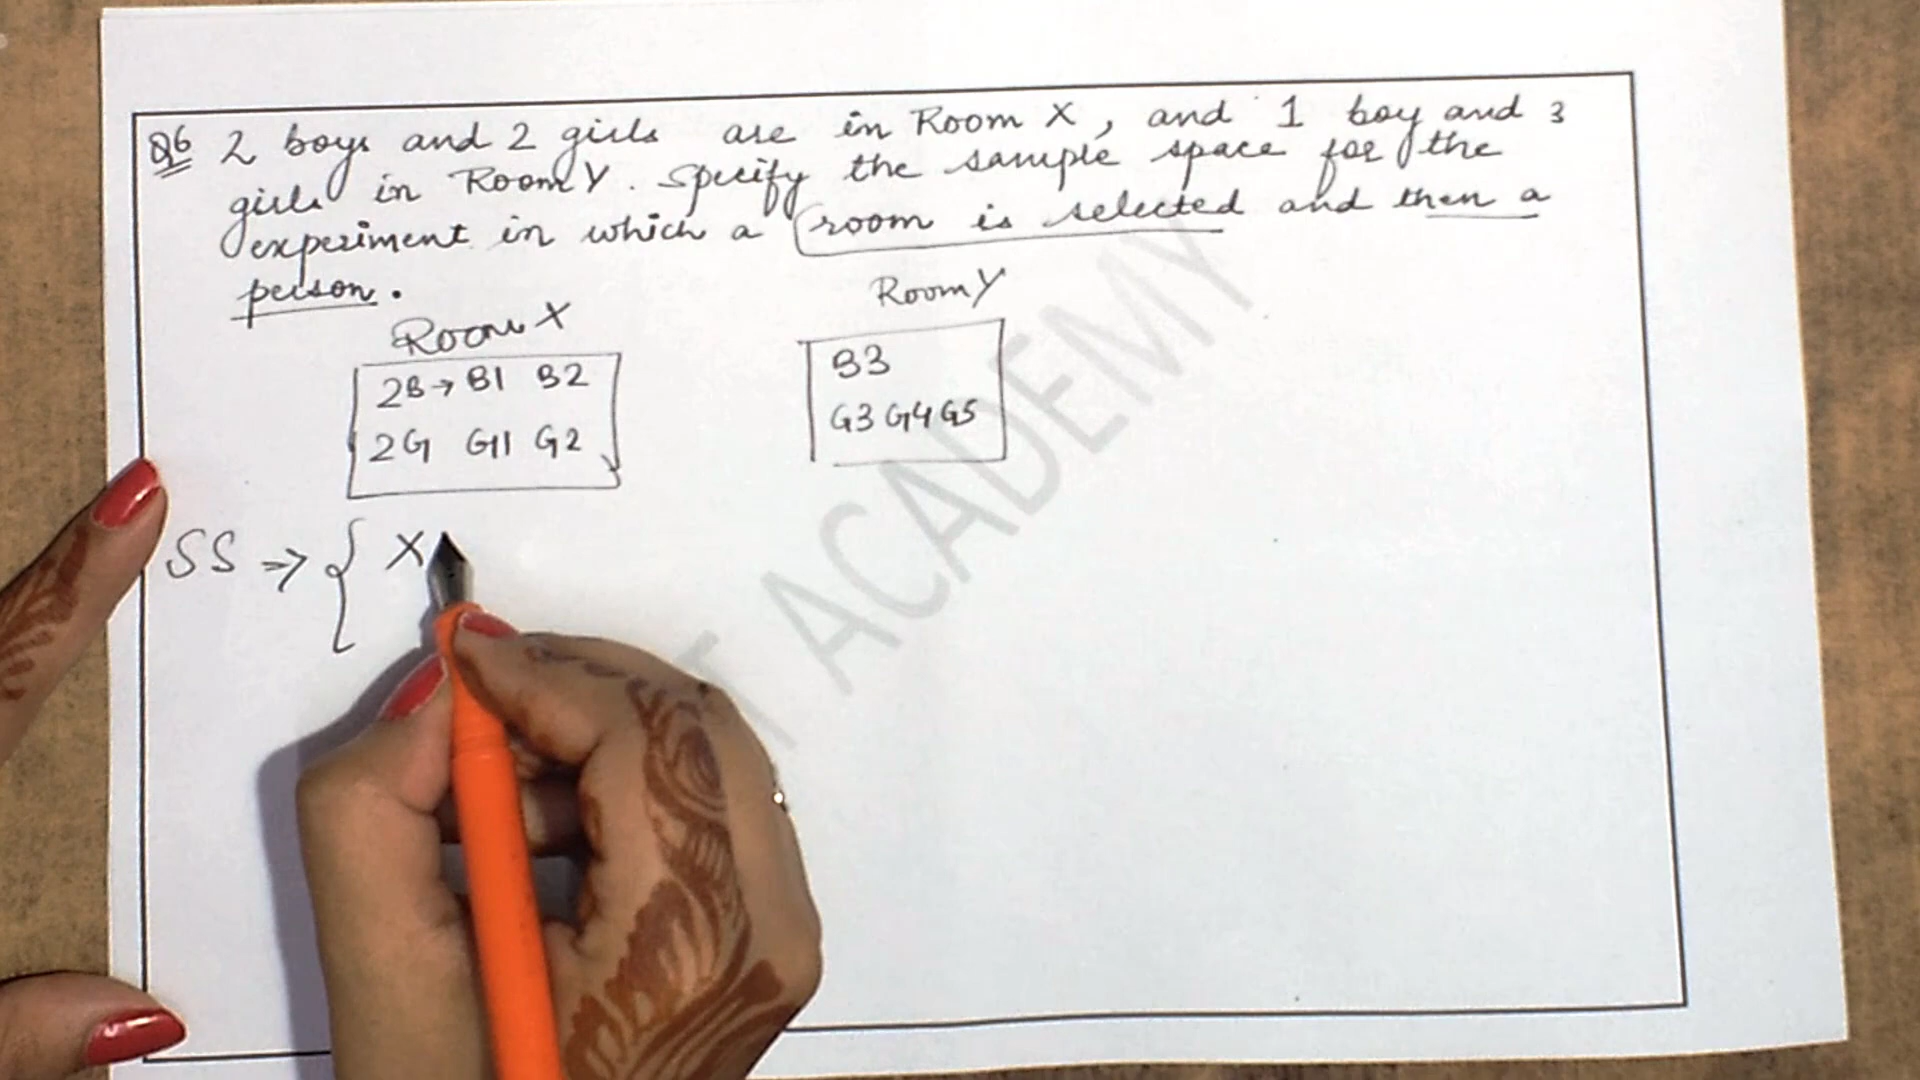 Q6 2 boys and 2 girls are in Room X, and 1 boy and 3
girls in Room Y. Specify the sample space for the
experiment in which a room is selected and then a
person.
Room X
Room Y
2B → B1 B2
2G G1 G2
B3
G3 G4 G5
SS ⇒ { X
ACADEMY